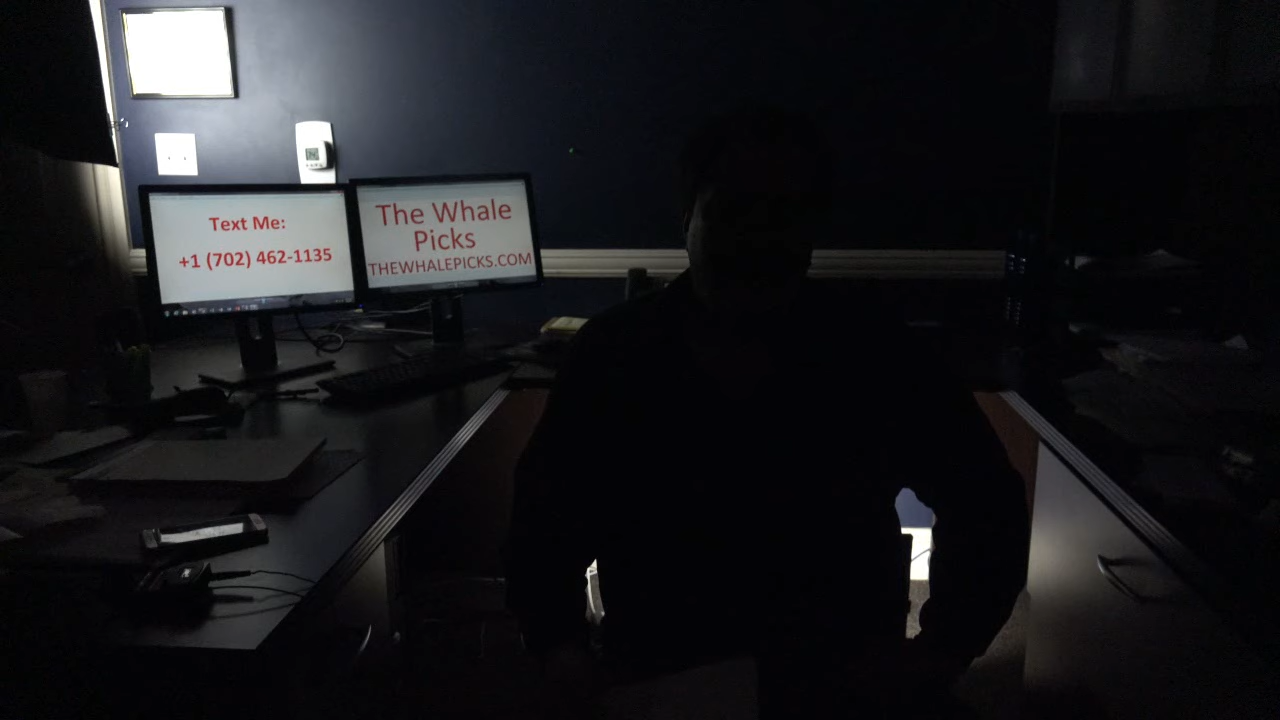 Text Me:
+1 (702) 462-1135
The Whale
Picks
THEWHALEPICKS.COM